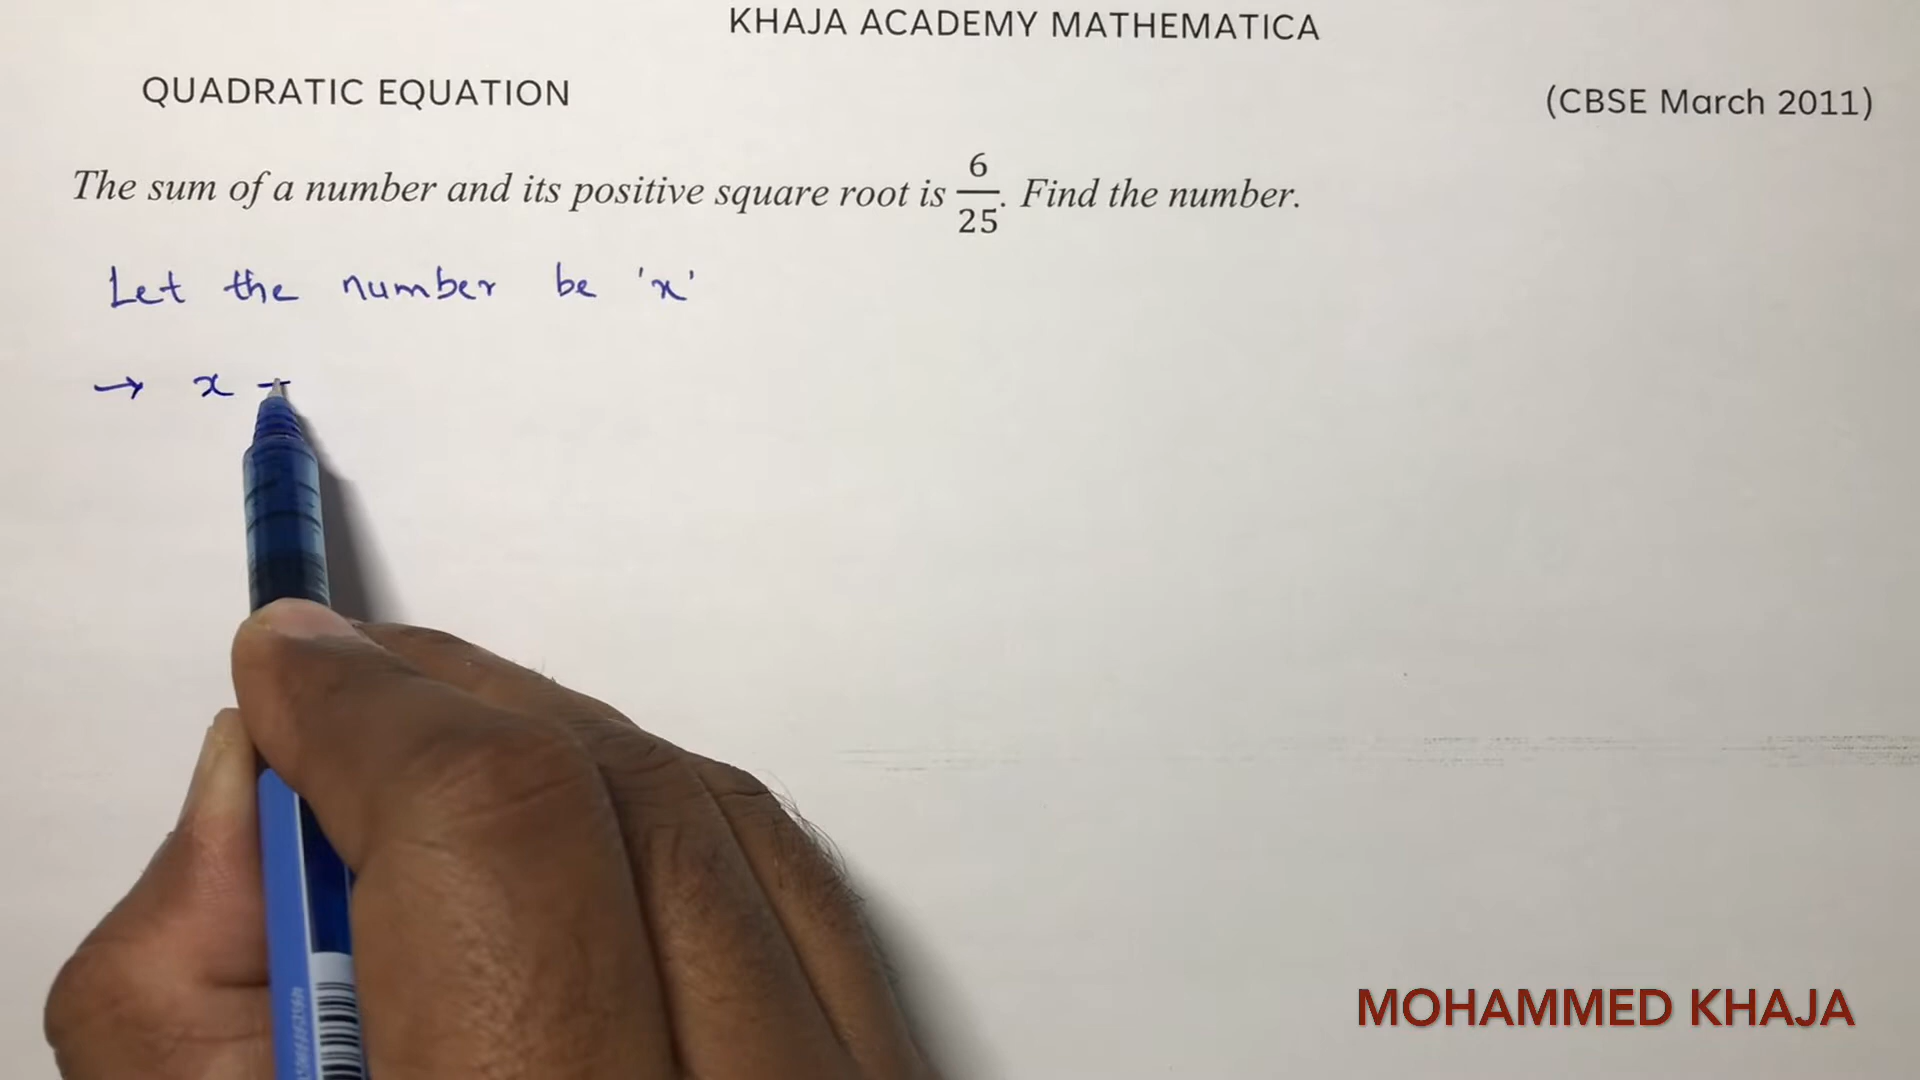 KHAJA ACADEMY MATHEMATICA
QUADRATIC EQUATION (CBSE March 2011)
The sum of a number and its positive square root is 6/25. Find the number.
Let the number be 'x'
→ x
MOHAMMED KHAJA